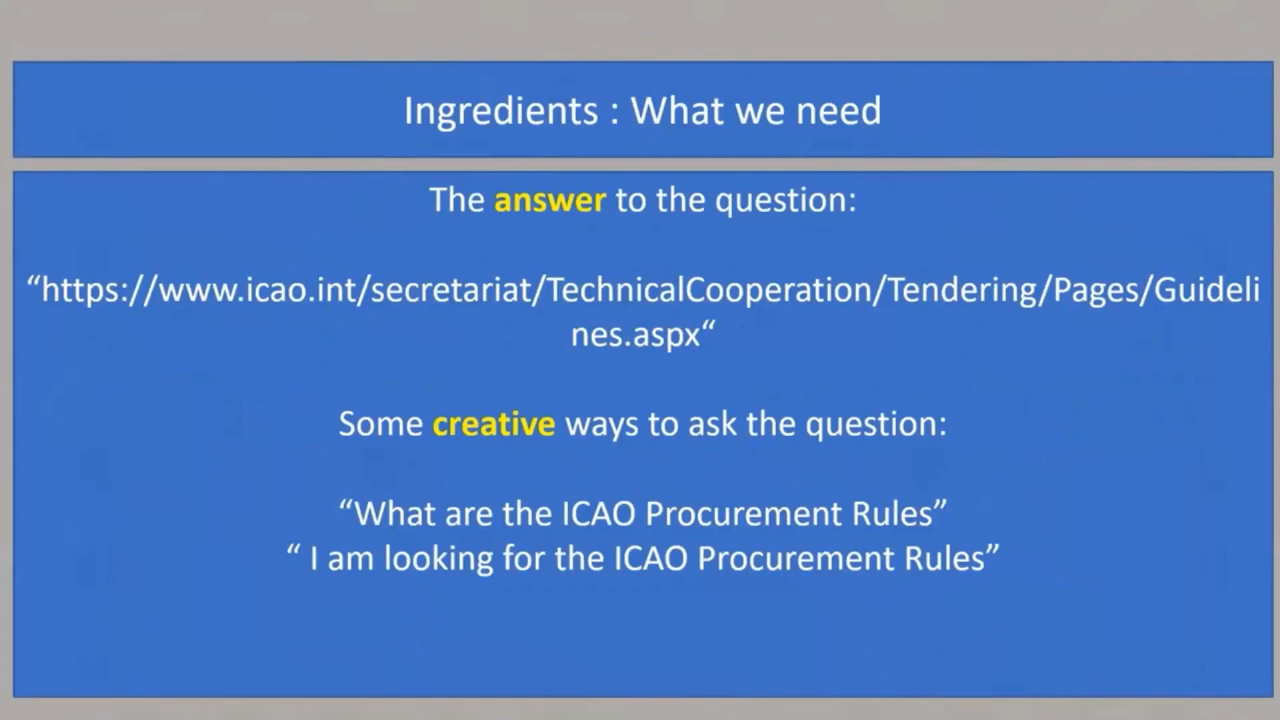 Ingredients : What we need
The answer to the question:
“https://www.icao.int/secretariat/TechnicalCooperation/Tendering/Pages/Guideli
nes.aspx“
Some creative ways to ask the question:
“What are the ICAO Procurement Rules”
“ I am looking for the ICAO Procurement Rules”